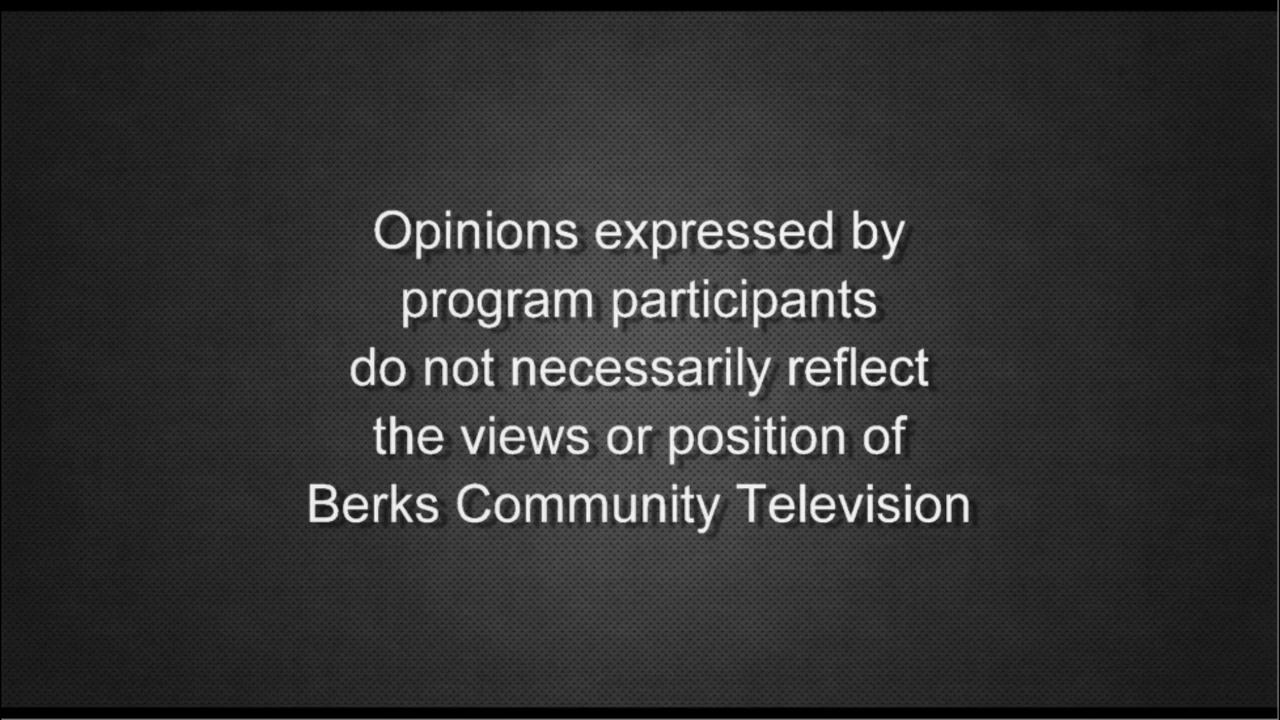 Opinions expressed by
program participants
do not necessarily reflect
the views or position of
Berks Community Television